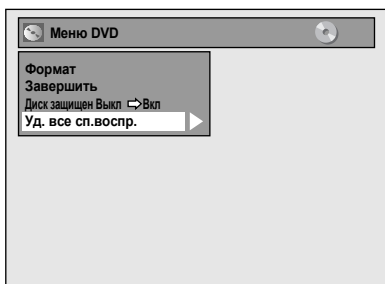 Меню DVD
Формат
Завершить
Диск защищен Выкл ⇨Вкл
Уд. все сп.воспр.